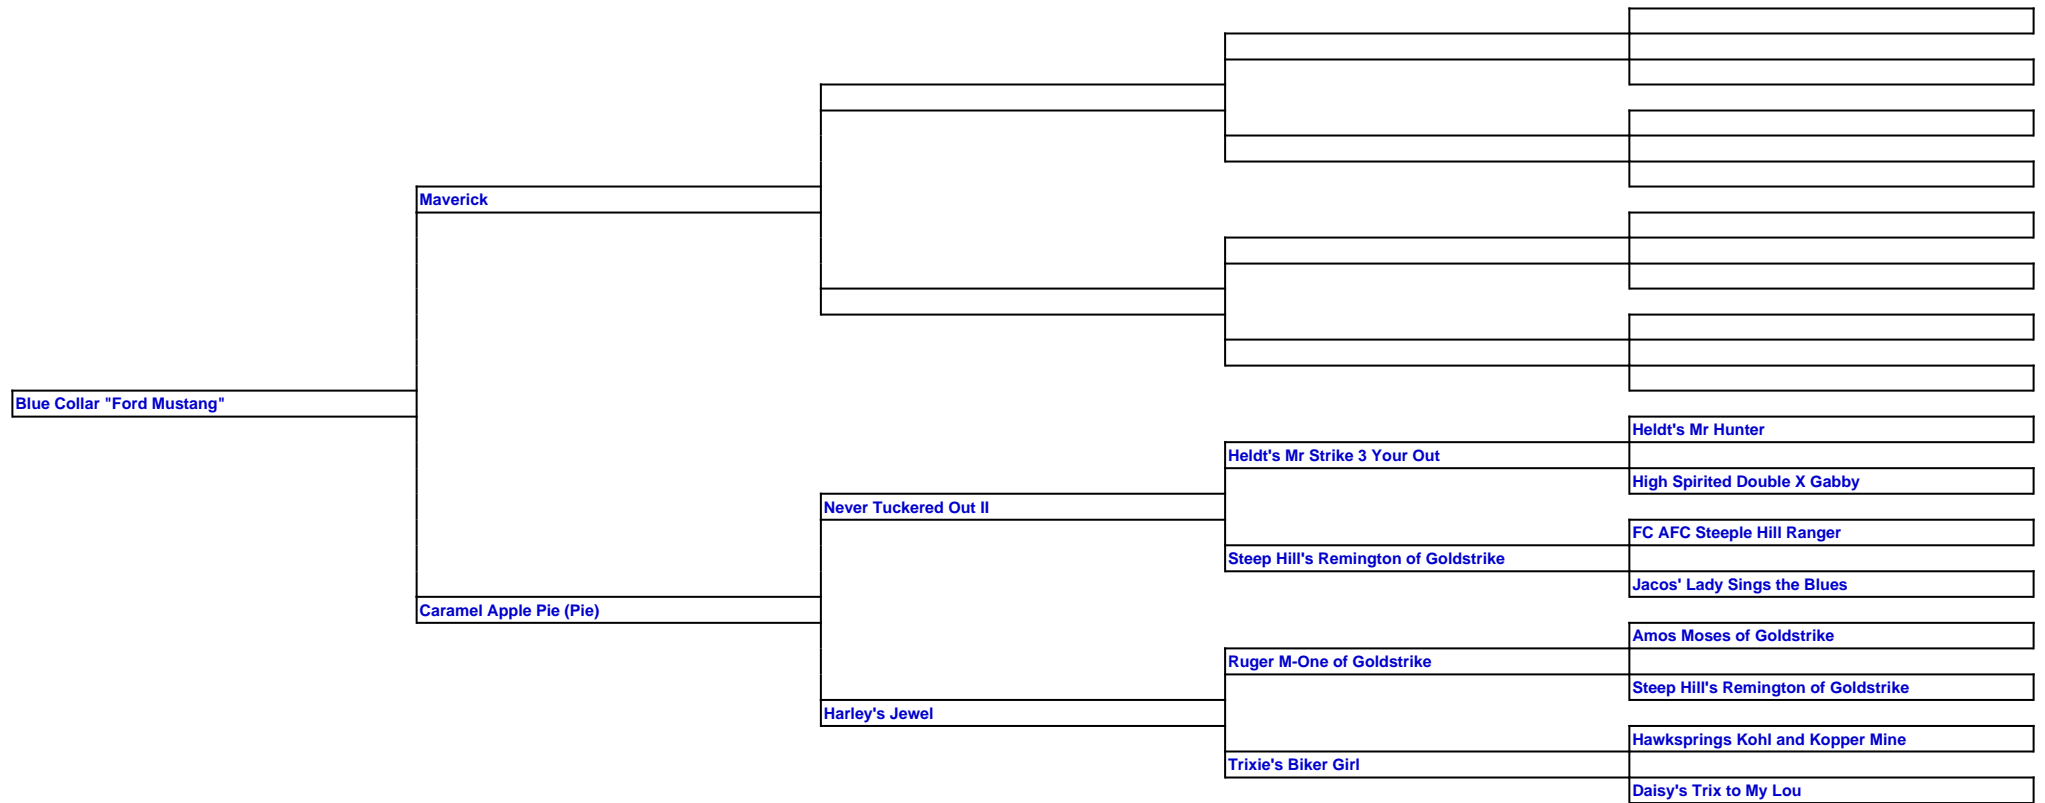 Maverick
Blue Collar "Ford Mustang"
Heldt's Mr Hunter
Heldt's Mr Strike 3 Your Out
High Spirited Double X Gabby
Never Tuckered Out II
FC AFC Steeple Hill Ranger
Steep Hill's Remington of Goldstrike
Jacos' Lady Sings the Blues
Caramel Apple Pie (Pie)
Amos Moses of Goldstrike
Ruger M-One of Goldstrike
Steep Hill's Remington of Goldstrike
Harley's Jewel
Hawksprings Kohl and Kopper Mine
Trixie's Biker Girl
Daisy's Trix to My Lou